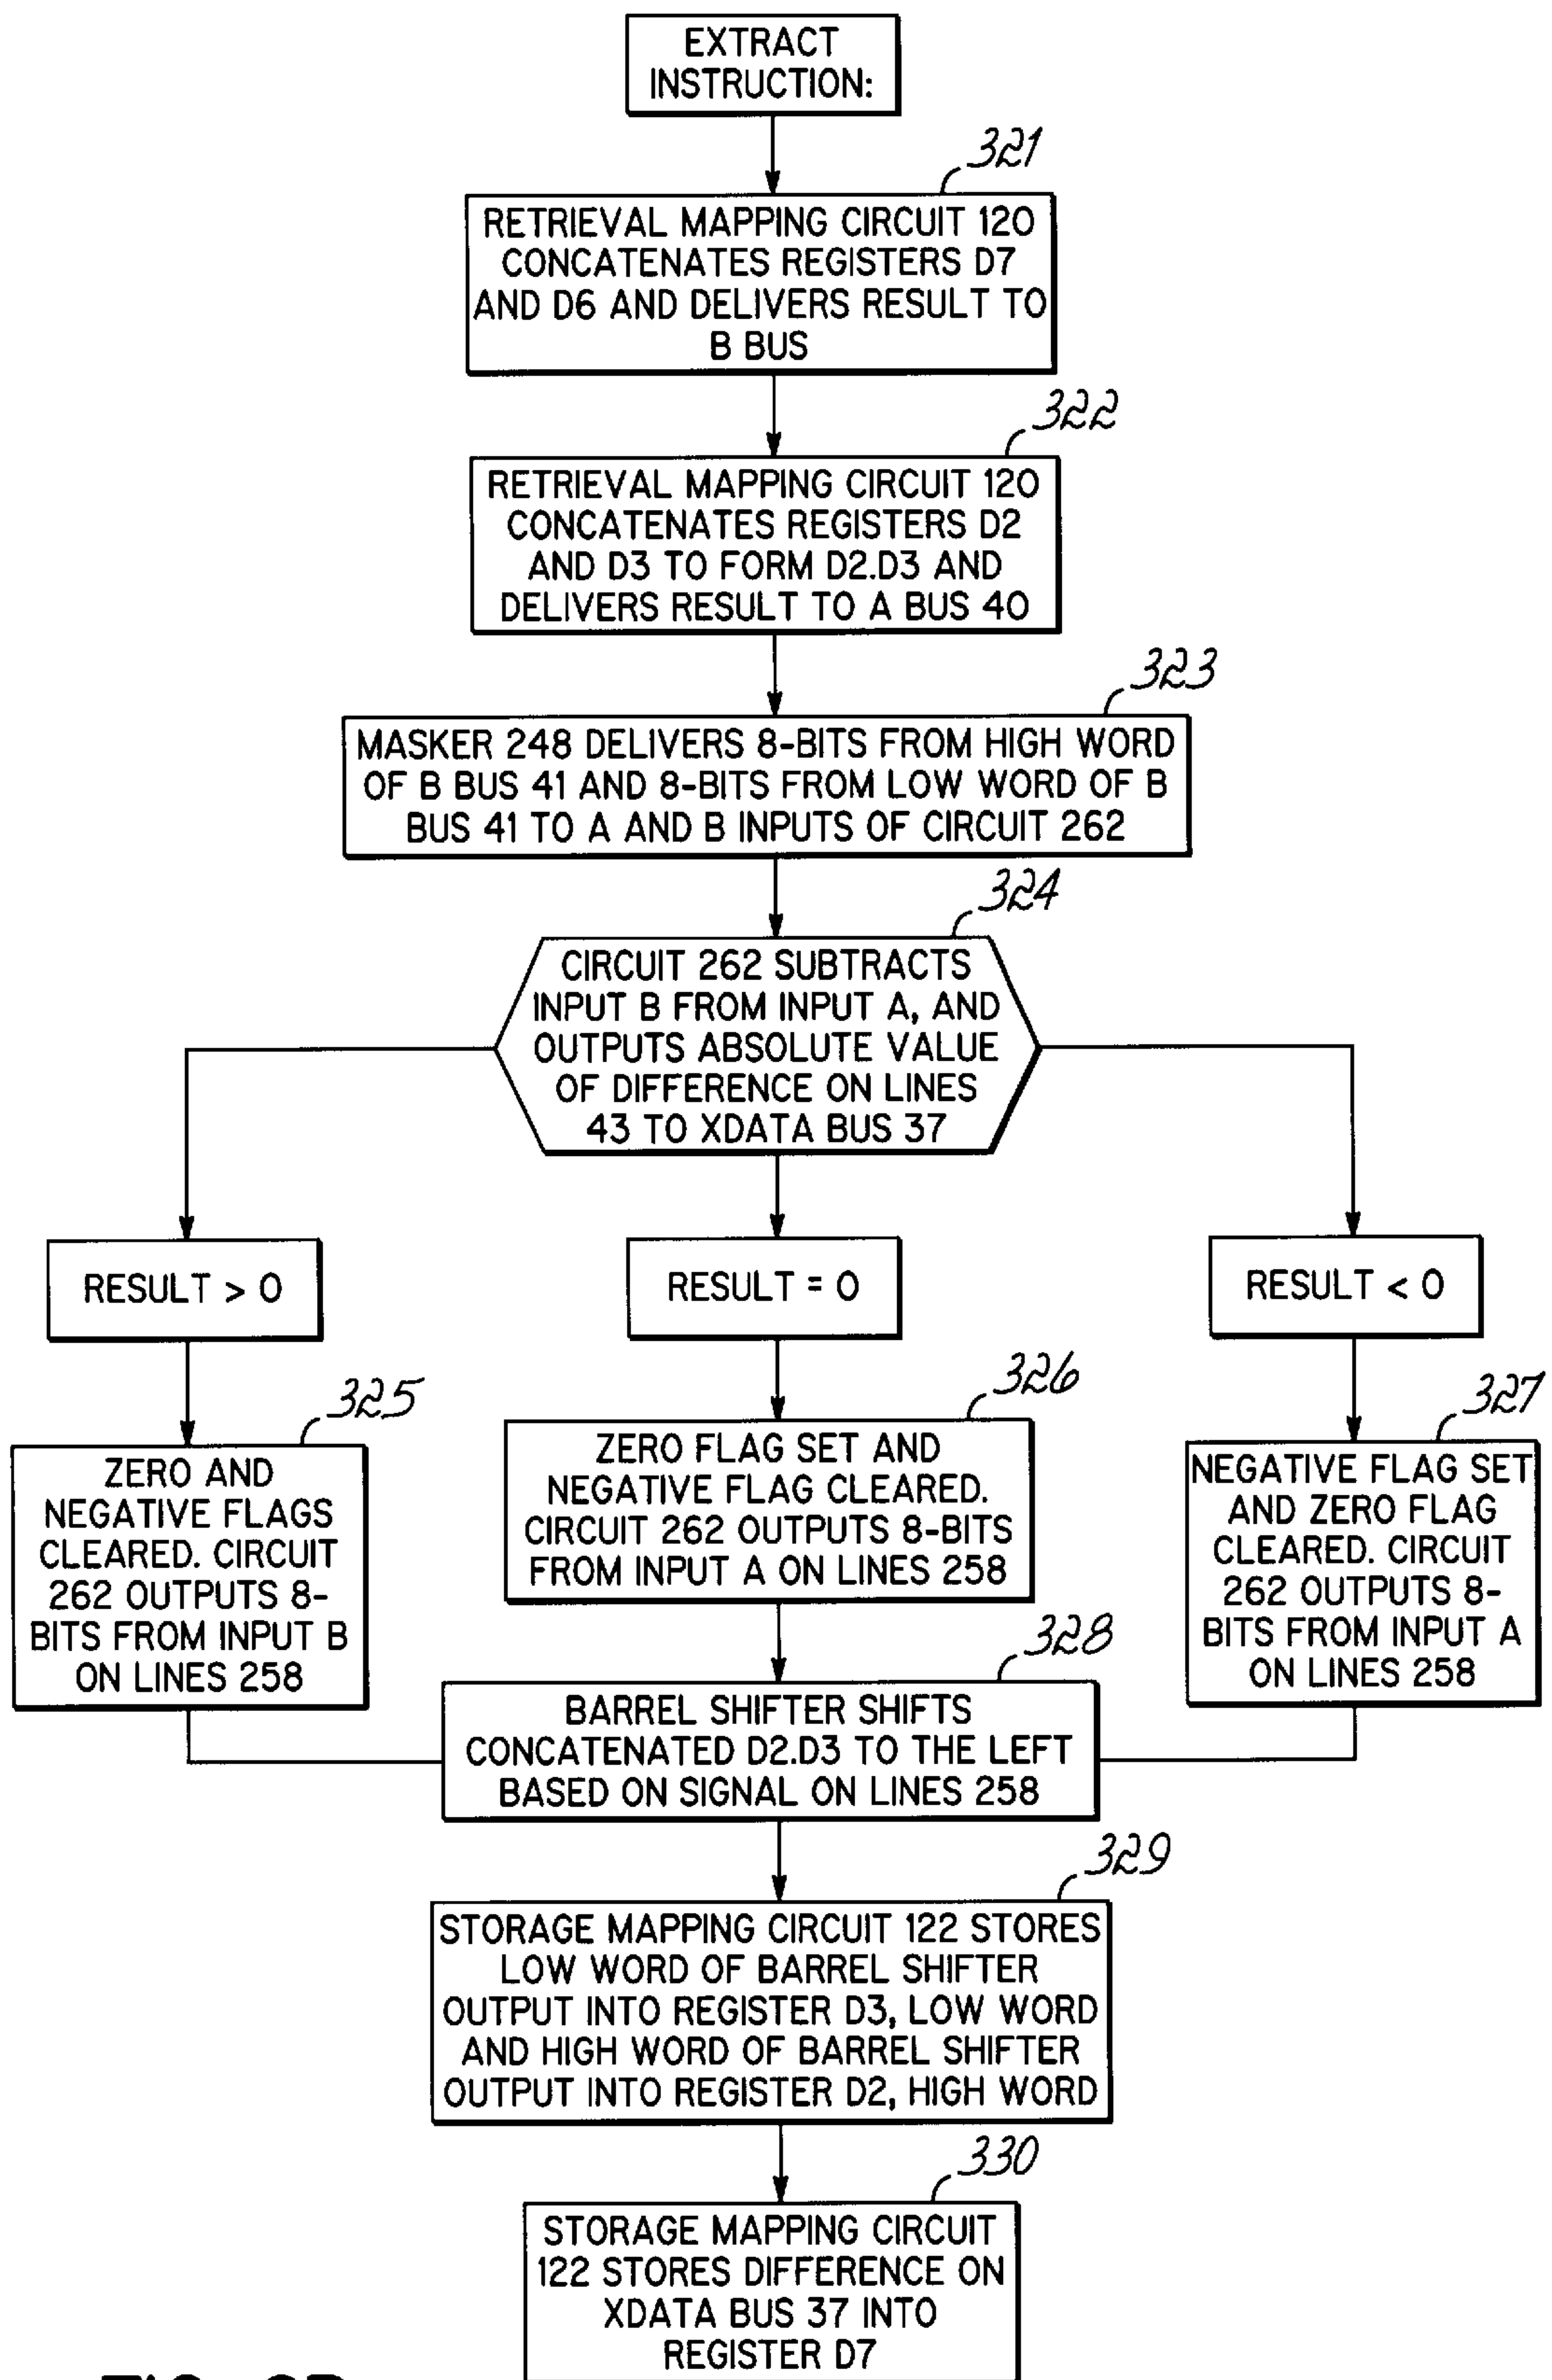 EXTRACT
INSTRUCTION:
321
RETRIEVAL MAPPING CIRCUIT 120
CONCATENATES REGISTERS D7
AND D6 AND DELIVERS RESULT TO
B BUS
322
RETRIEVAL MAPPING CIRCUIT 120
CONCATENATES REGISTERS D2
AND D3 TO FORM D2.D3 AND
DELIVERS RESULT TO A BUS 40
323
MASKER 248 DELIVERS 8-BITS FROM HIGH WORD
OF B BUS 41 AND 8-BITS FROM LOW WORD OF B
BUS 41 TO A AND B INPUTS OF CIRCUIT 262
324
CIRCUIT 262 SUBTRACTS
INPUT B FROM INPUT A, AND
OUTPUTS ABSOLUTE VALUE
OF DIFFERENCE ON LINES
43 TO XDATA BUS 37
RESULT > 0
RESULT = 0
RESULT < 0
325
ZERO AND
NEGATIVE FLAGS
CLEARED. CIRCUIT
262 OUTPUTS 8-
BITS FROM INPUT B
ON LINES 258
326
ZERO FLAG SET AND
NEGATIVE FLAG CLEARED.
CIRCUIT 262 OUTPUTS 8-BITS
FROM INPUT A ON LINES 258
327
NEGATIVE FLAG SET
AND ZERO FLAG
CLEARED. CIRCUIT
262 OUTPUTS 8-
BITS FROM INPUT A
ON LINES 258
328
BARREL SHIFTER SHIFTS
CONCATENATED D2.D3 TO THE LEFT
BASED ON SIGNAL ON LINES 258
329
STORAGE MAPPING CIRCUIT 122 STORES
LOW WORD OF BARREL SHIFTER
OUTPUT INTO REGISTER D3, LOW WORD
AND HIGH WORD OF BARREL SHIFTER
OUTPUT INTO REGISTER D2, HIGH WORD
330
STORAGE MAPPING CIRCUIT
122 STORES DIFFERENCE ON
XDATA BUS 37 INTO
REGISTER D7